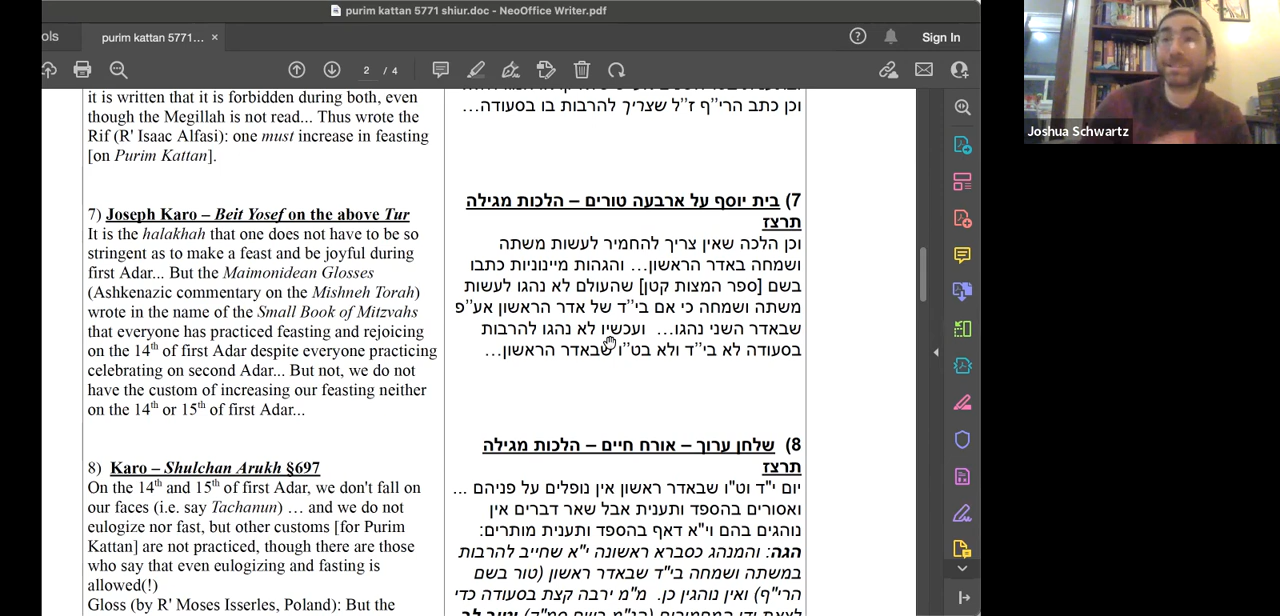 purim kattan 5771 shiur.doc - NeoOffice Writer.pdf
ols
purim kattan 5771...
×
Sign In
2 / 4
Joshua Schwartz
it is written that it is forbidden during both, even
though the Megillah is not read... Thus wrote the
Rif (R' Isaac Alfasi): one must increase in feasting
[on Purim Kattan].
7) Joseph Karo – Beit Yosef on the above Tur
It is the halakhah that one does not have to be so
stringent as to make a feast and be joyful during
first Adar... But the Maimonidean Glosses
(Ashkenazic commentary on the Mishneh Torah)
wrote in the name of the Small Book of Mitzvahs
that everyone has practiced feasting and rejoicing
on the 14th of first Adar despite everyone practicing
celebrating on second Adar... But not, we do not
have the custom of increasing our feasting neither
on the 14th or 15th of first Adar...
8) Karo – Shulchan Arukh §697
On the 14th and 15th of first Adar, we don't fall on
our faces (i.e. say Tachanun) … and we do not
eulogize nor fast, but other customs [for Purim
Kattan] are not practiced, though there are those
who say that even eulogizing and fasting is
allowed(!)
Gloss (by R' Moses Isserles, Poland): But the
וכן כתב הרי''ף ז''ל שצריך להרבות בו בסעודה...
7) בית יוסף על ארבעה טורים – הלכות מגילה
תרצז
וכן הלכה שאין צריך להחמיר לעשות משתה
ושמחה באדר הראשון... והגהות מיינוניות כתבו
בשם [ספר המצות קטן] שהעולם לא נהגו לעשות
משתה ושמחה כי אם בי''ד של אדר הראשון אע''פ
שבאדר השני נהגו... ועכשיו לא נהגו להרבות
בסעודה לא בי''ד ולא בט''ו שבאדר הראשון...
8) שלחן ערוך – אורח חיים – הלכות מגילה
תרצז
יום י"ד וט"ו שבאדר ראשון אין נופלים על פניהם ...
ואסורים בהספד ותענית אבל שאר דברים אין
נוהגים בהם וי"א דאף בהספד ותענית מותרים:
הגה: והמנהג כסברא ראשונה י"א שחייב להרבות
במשתה ושמחה בי"ד שבאדר ראשון (טור בשם
הרי"ף) ואין נוהגין כן. מ"מ ירבה קצת בסעודה כדי